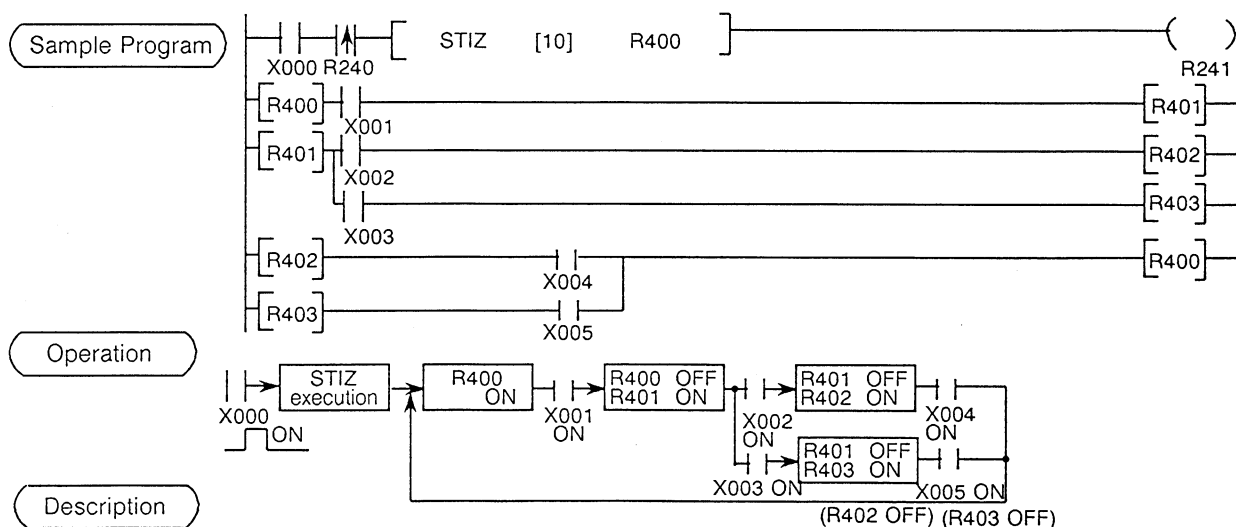 Sample Program
STIZ [10] R400
X000 R240
R241
R400
R401
X001
R401
R402
X002
R403
X003
R402
R400
X004
R403
X005
Operation
STIZ
execution
R400
ON
R400 OFF
R401 ON
R401 OFF
R402 ON
X000
ON
X001
ON
X002
ON
X004
ON
R401 OFF
R403 ON
X003 ON
X005 ON
(R402 OFF) (R403 OFF)
Description